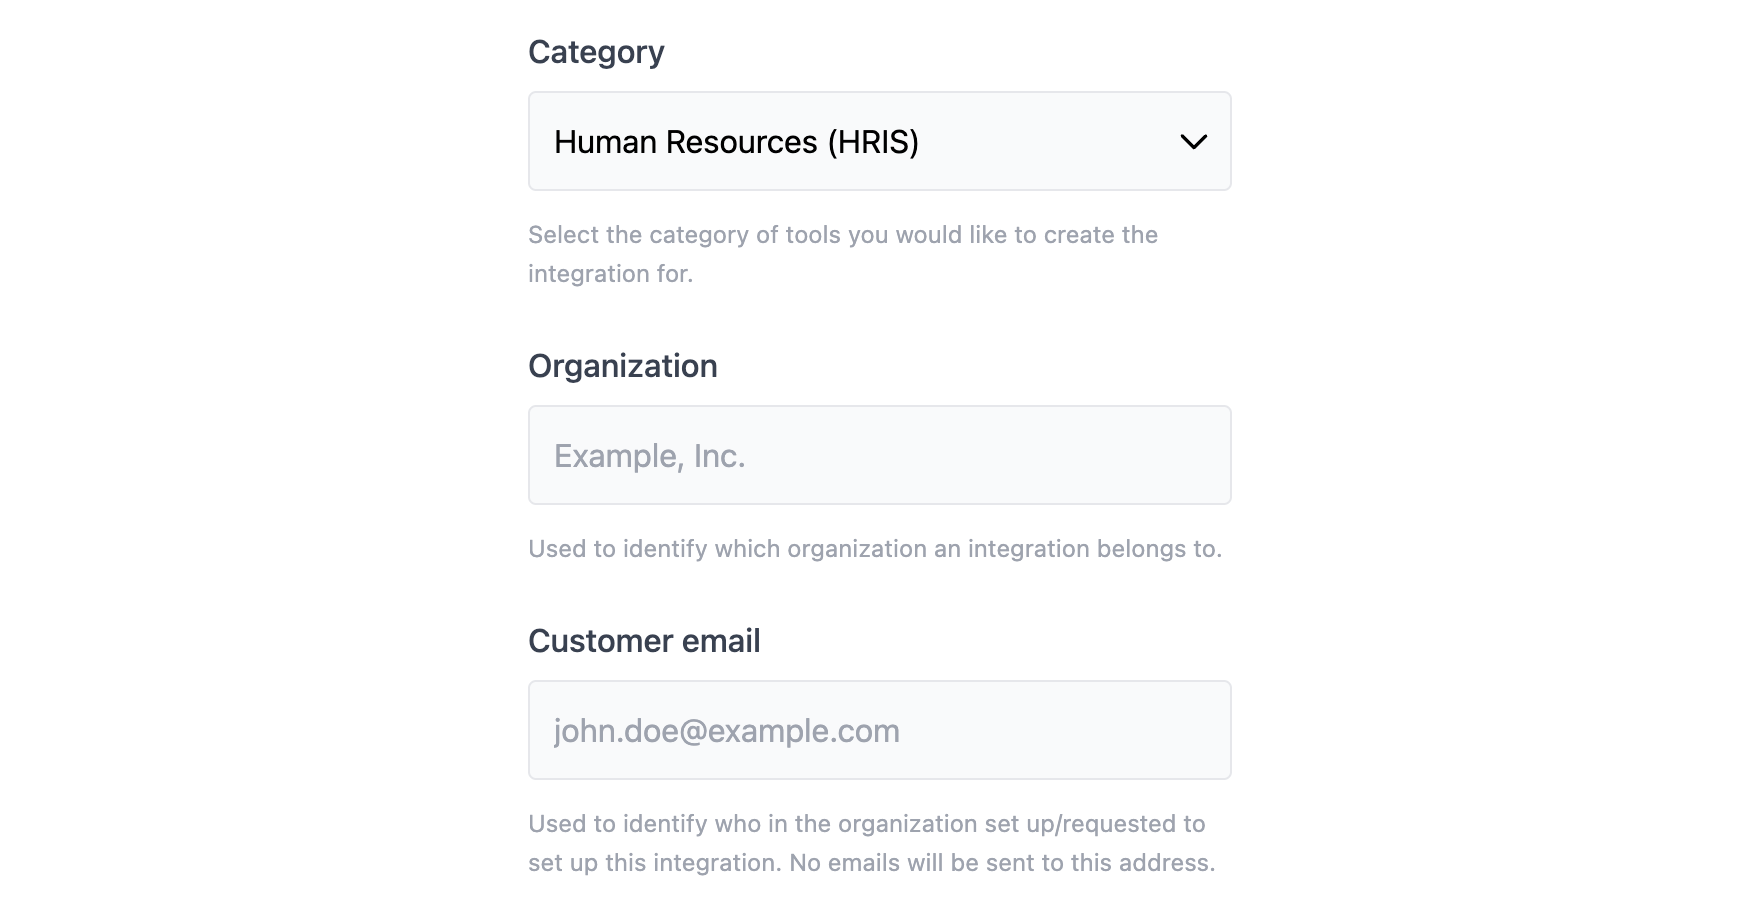 Category
Human Resources (HRIS)
Select the category of tools you would like to create the
integration for.
Organization
Example, Inc.
Used to identify which organization an integration belongs to.
Customer email
john.doe@example.com
Used to identify who in the organization set up/requested to
set up this integration. No emails will be sent to this address.